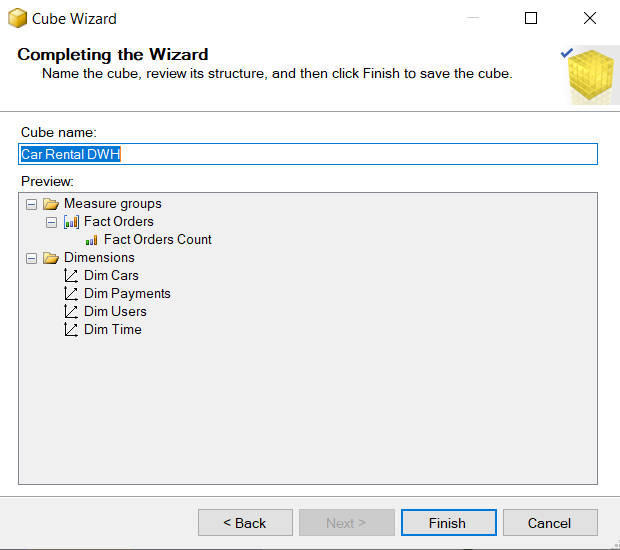 Cube Wizard
Completing the Wizard
Name the cube, review its structure, and then click Finish to save the cube.
Cube name:
Car Rental DWH
Preview:
Measure groups
Fact Orders
Fact Orders Count
Dimensions
Dim Cars
Dim Payments
Dim Users
Dim Time
< Back
Next >
Finish
Cancel